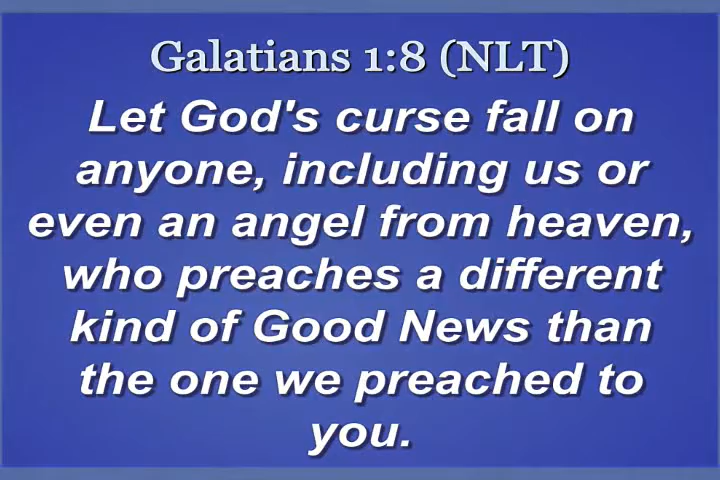 Galatians 1:8 (NLT)
Let God's curse fall on
anyone, including us or
even an angel from heaven,
who preaches a different
kind of Good News than
the one we preached to
you.